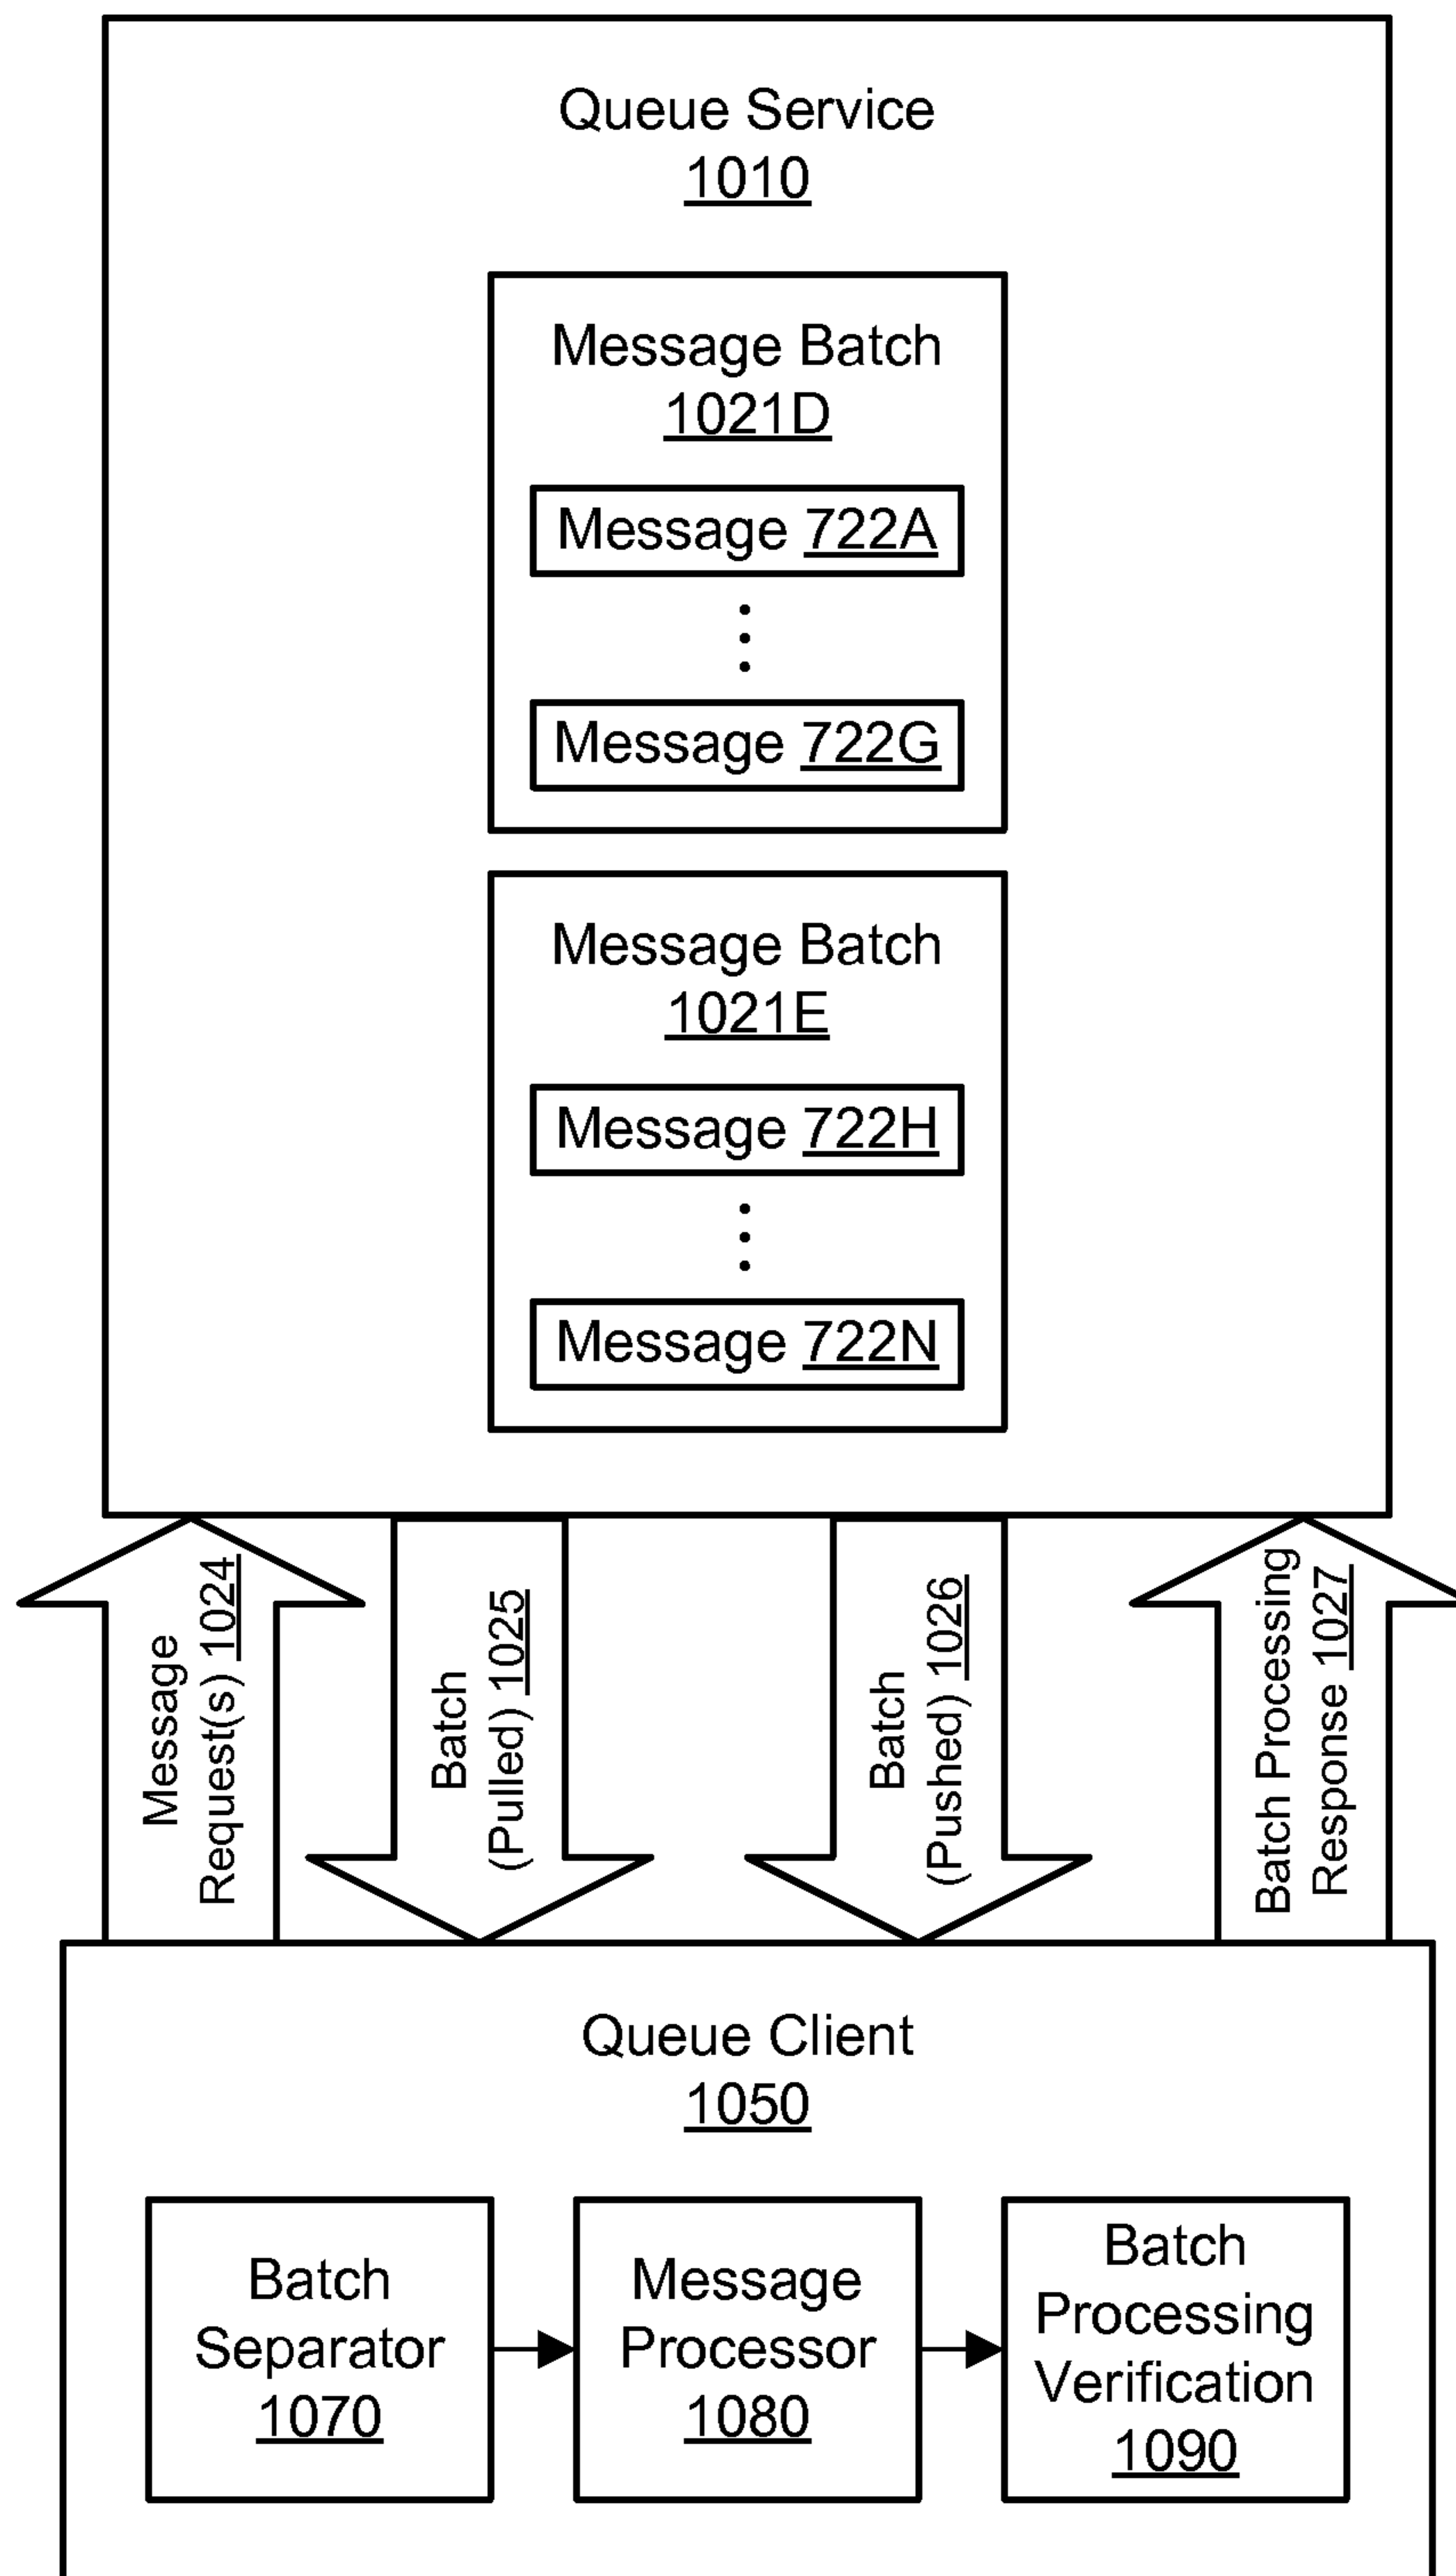 Queue Service
1010
Message Batch
1021D
Message 722A
Message 722G
Message Batch
1021E
Message 722H
Message 722N
Message
Request(s) 1024
Batch
(Pulled) 1025
Batch
(Pushed) 1026
Batch Processing
Response 1027
Queue Client
1050
Batch
Separator
1070
Message
Processor
1080
Batch
Processing
Verification
1090